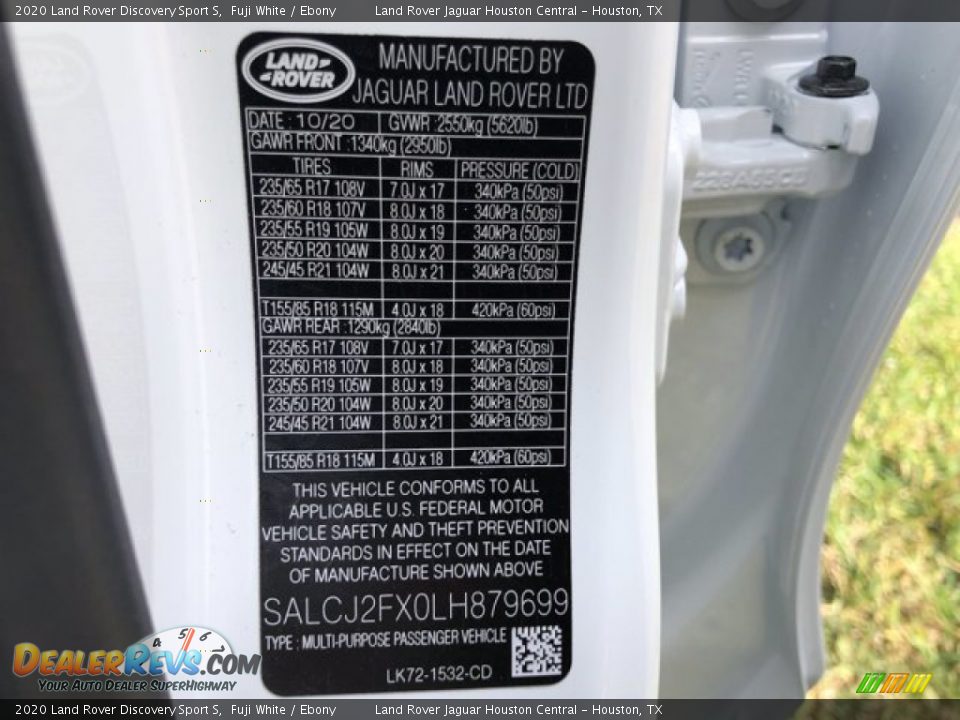 2020 Land Rover Discovery Sport S, Fuji White / Ebony Land Rover Jaguar Houston Central - Houston, TX
LAND-
-ROVER
MANUFACTURED BY
JAGUAR LAND ROVER LTD
DATE : 10/20 GVWR :2550kg (5620lb)
GAWR FRONT :1340kg (2950lb)
TIRES RIMS PRESSURE (COLD)
235/65 R17 108V 7.0J x 17 340kPa (50psi)
235/60 R18 107V 8.0J x 18 340kPa (50psi)
235/55 R19 105W 8.0J x 19 340kPa (50psi)
235/50 R20 104W 8.0J x 20 340kPa (50psi)
245/45 R21 104W 8.0J x 21 340kPa (50psi)
T155/85 R18 115M 4.0J x 18 420kPa (60psi)
GAWR REAR :1290kg (2840lb)
235/65 R17 108V 7.0J x 17 340kPa (50psi)
235/60 R18 107V 8.0J x 18 340kPa (50psi)
235/55 R19 105W 8.0J x 19 340kPa (50psi)
235/50 R20 104W 8.0J x 20 340kPa (50psi)
245/45 R21 104W 8.0J x 21 340kPa (50psi)
T155/85 R18 115M 4.0J x 18 420kPa (60psi)
THIS VEHICLE CONFORMS TO ALL
APPLICABLE U.S. FEDERAL MOTOR
VEHICLE SAFETY AND THEFT PREVENTION
STANDARDS IN EFFECT ON THE DATE
OF MANUFACTURE SHOWN ABOVE
SALCJ2FX0LH879699
TYPE : MULTI-PURPOSE PASSENGER VEHICLE
LK72-1532-CD
4 5 6
DEALERREVS.COM
Your Auto Dealer SuperHighway
2020 Land Rover Discovery Sport S, Fuji White / Ebony Land Rover Jaguar Houston Central - Houston, TX